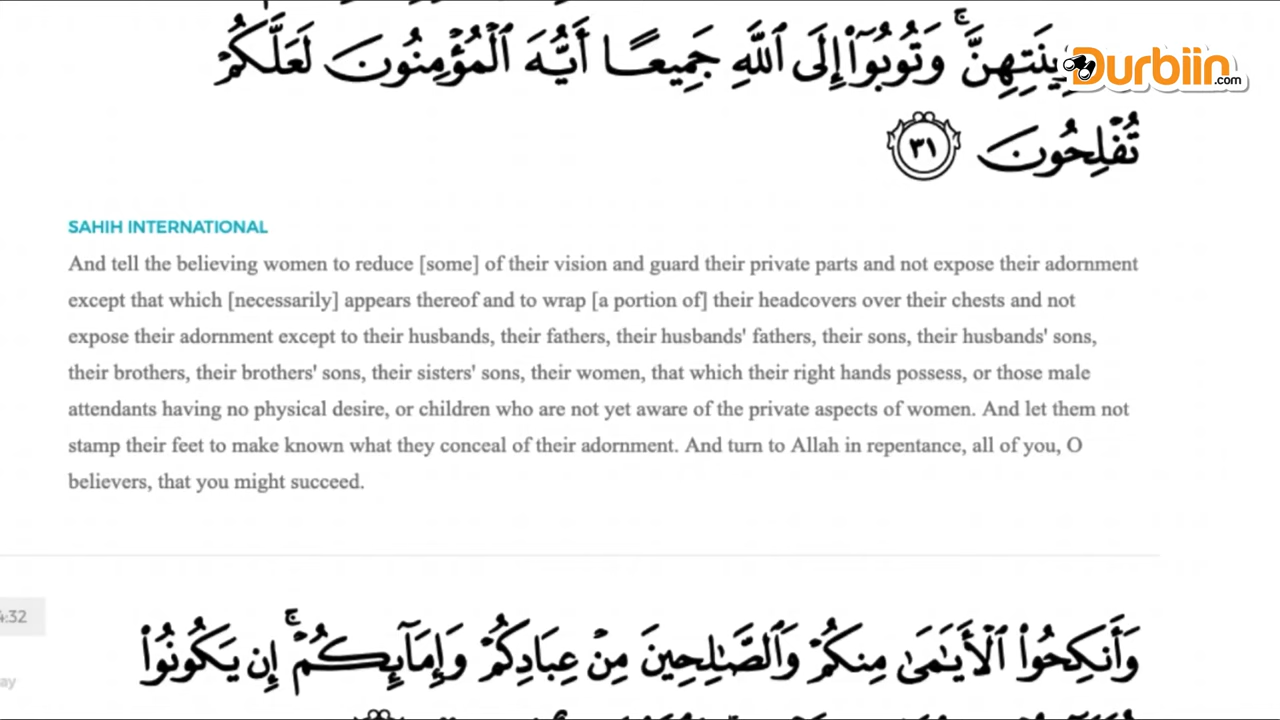 زِينَتِهِنَّ ۚ وَتُوبُوٓا۟ إِلَى ٱللَّهِ جَمِيعًا أَيُّهَ ٱلْمُؤْمِنُونَ لَعَلَّكُمْ
Durbiin.com
تُفْلِحُونَ ٣١
SAHIH INTERNATIONAL
And tell the believing women to reduce [some] of their vision and guard their private parts and not expose their adornment
except that which [necessarily] appears thereof and to wrap [a portion of] their headcovers over their chests and not
expose their adornment except to their husbands, their fathers, their husbands' fathers, their sons, their husbands' sons,
their brothers, their brothers' sons, their sisters' sons, their women, that which their right hands possess, or those male
attendants having no physical desire, or children who are not yet aware of the private aspects of women. And let them not
stamp their feet to make known what they conceal of their adornment. And turn to Allah in repentance, all of you, O
believers, that you might succeed.
4:32
وَأَنكِحُوا۟ ٱلْأَيَـٰمَىٰ مِنكُمْ وَٱلصَّـٰلِحِينَ مِنْ عِبَادِكُمْ وَإِمَآئِكُمْ ۚ إِن يَكُونُوا۟
ay